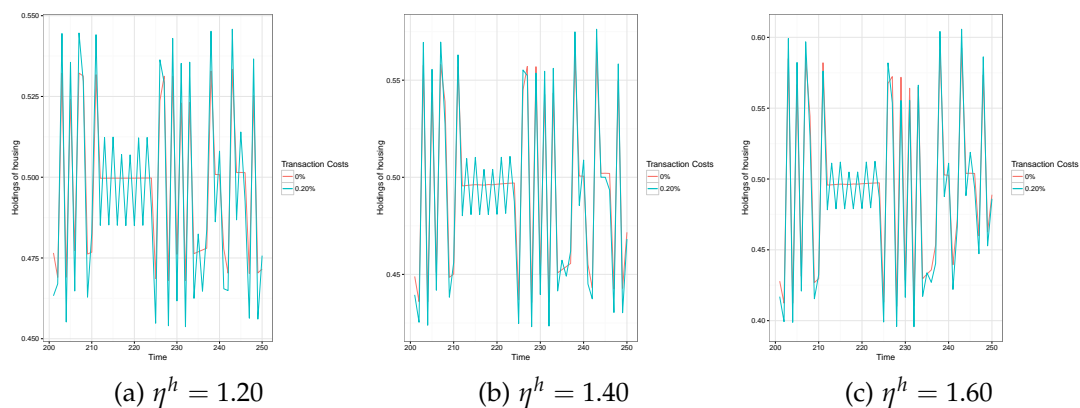 0.550
0.525
0.500
0.475
0.450
Holdings of housing
200 210 220 230 240 250
Time
Transaction Costs
0%
0.20%
(a) η^h = 1.20
0.55
0.50
0.45
Holdings of housing
200 210 220 230 240 250
Time
Transaction Costs
0%
0.20%
(b) η^h = 1.40
0.60
0.55
0.50
0.45
0.40
Holdings of housing
200 210 220 230 240 250
Time
Transaction Costs
0%
0.20%
(c) η^h = 1.60